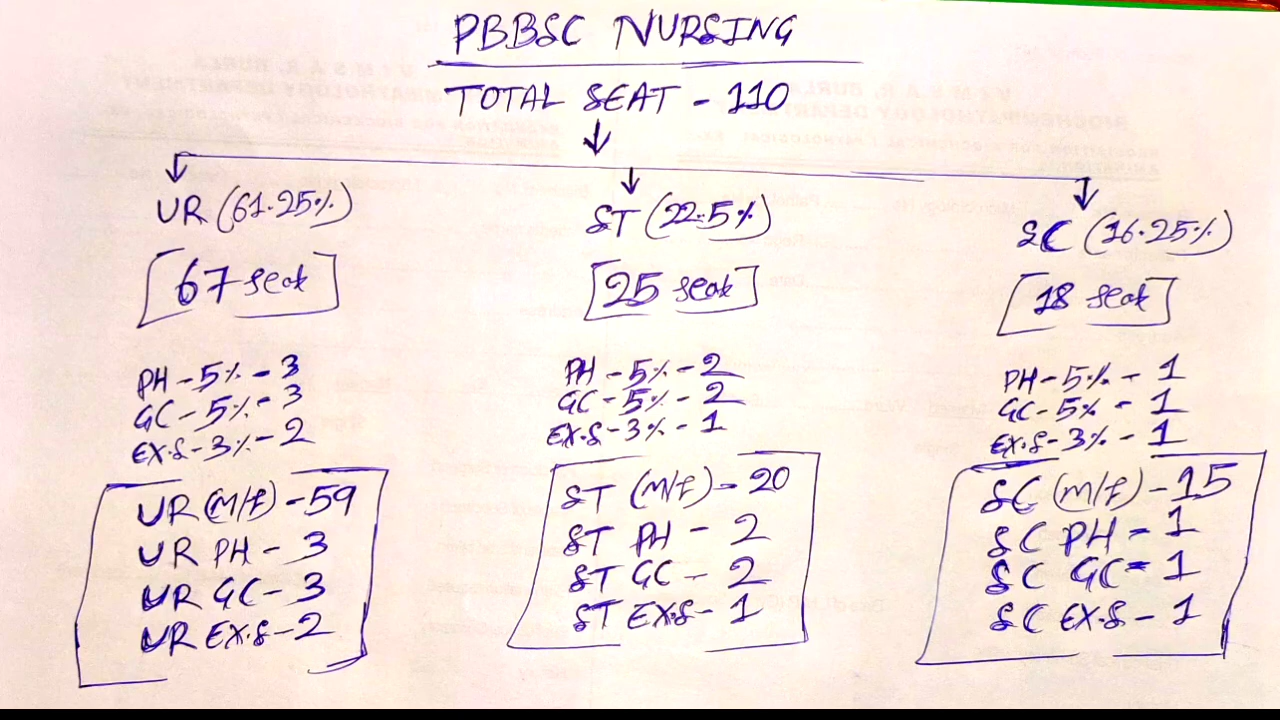 PBBSC NURSING
TOTAL SEAT - 110
UR (61.25%)
[67 seat]
PH - 5% - 3
GC - 5% - 3
EX.S - 3% - 2
UR (M/F) - 59
UR PH - 3
UR GC - 3
UR EX.S - 2
ST (22.5%)
[25 seat]
PH - 5% - 2
GC - 5% - 2
EX.S - 3% - 1
ST (M/F) - 20
ST PH - 2
ST GC - 2
ST EX.S - 1
SC (16.25%)
[18 seat]
PH - 5% - 1
GC - 5% - 1
EX.S - 3% - 1
SC (M/F) - 15
SC PH - 1
SC GC - 1
SC EX.S - 1